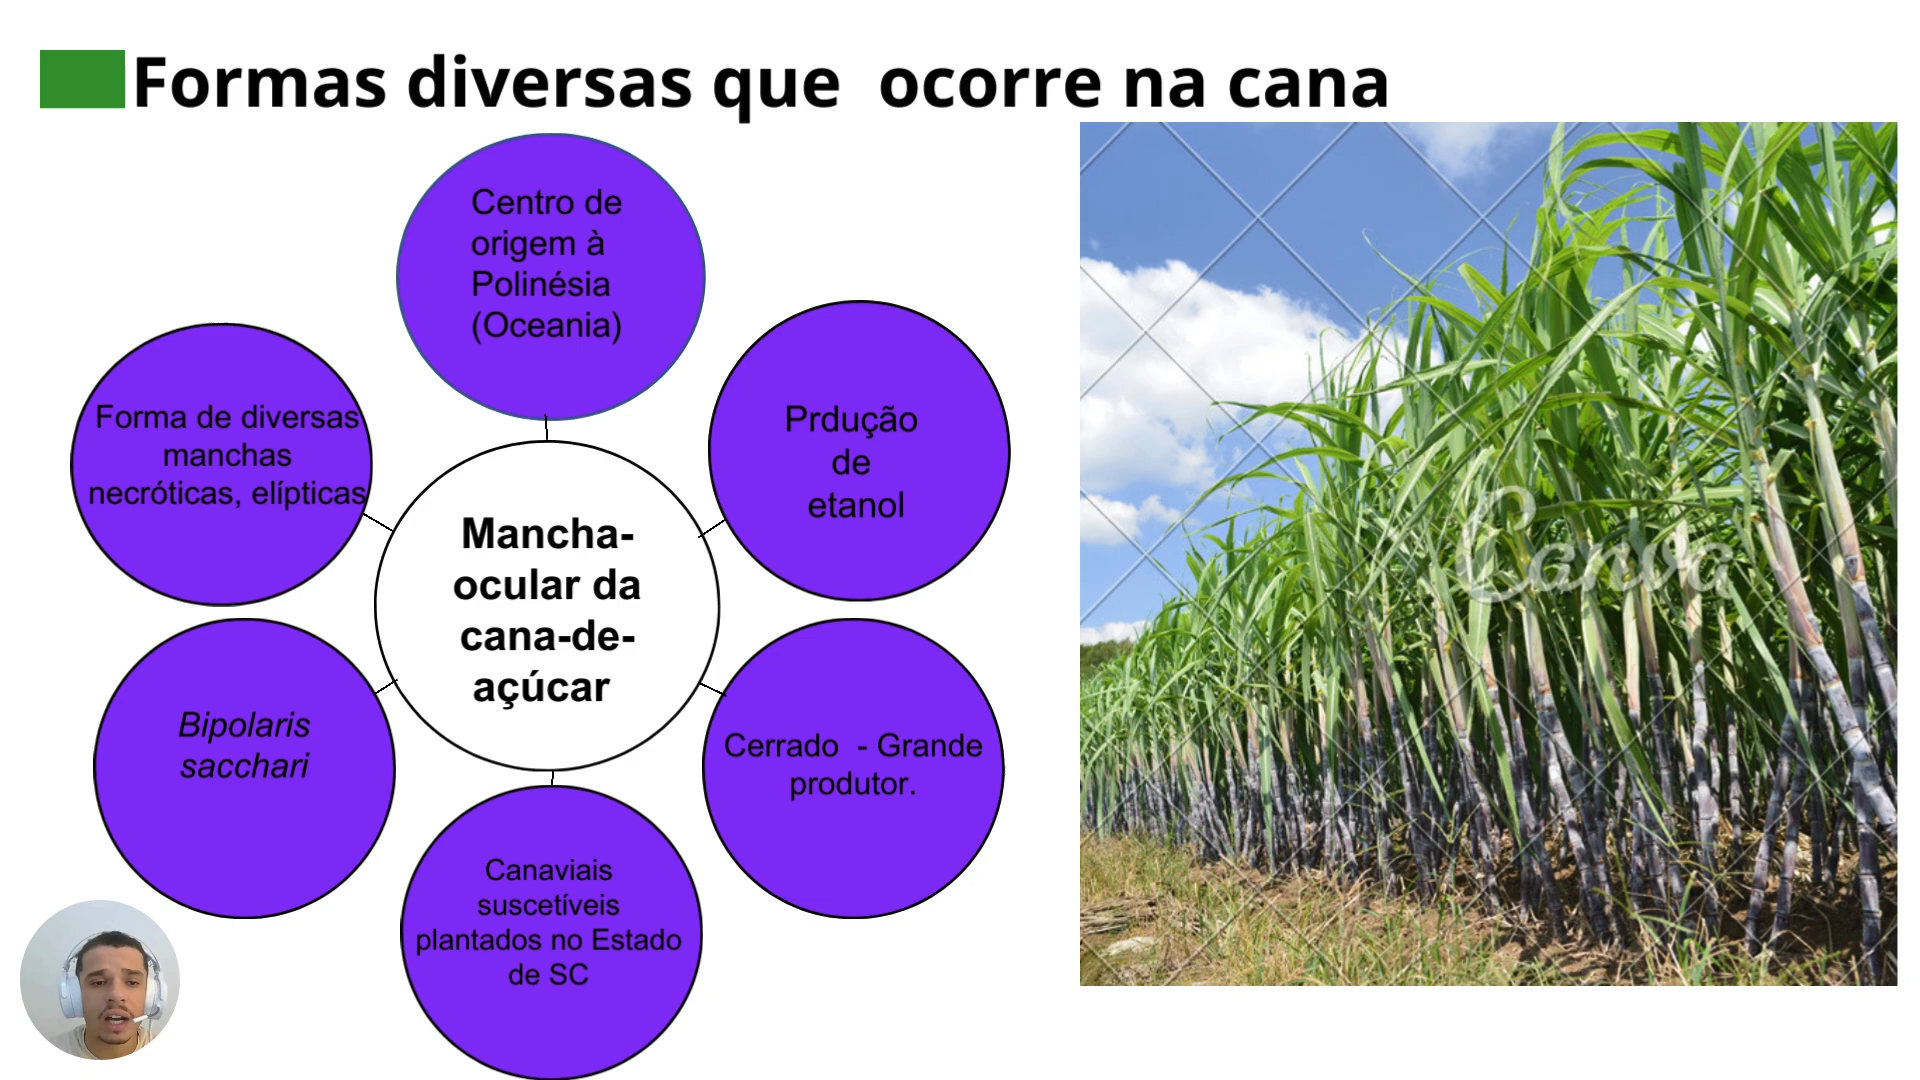 Formas diversas que  ocorre na cana
Centro de
origem à
Polinésia
(Oceania)
Forma de diversas
manchas
necróticas, elípticas
Prdução
de
etanol
Mancha-
ocular da
cana-de-
açúcar
Bipolaris
sacchari
Cerrado  - Grande
produtor.
Canaviais
suscetíveis
plantados no Estado
de SC
Canva